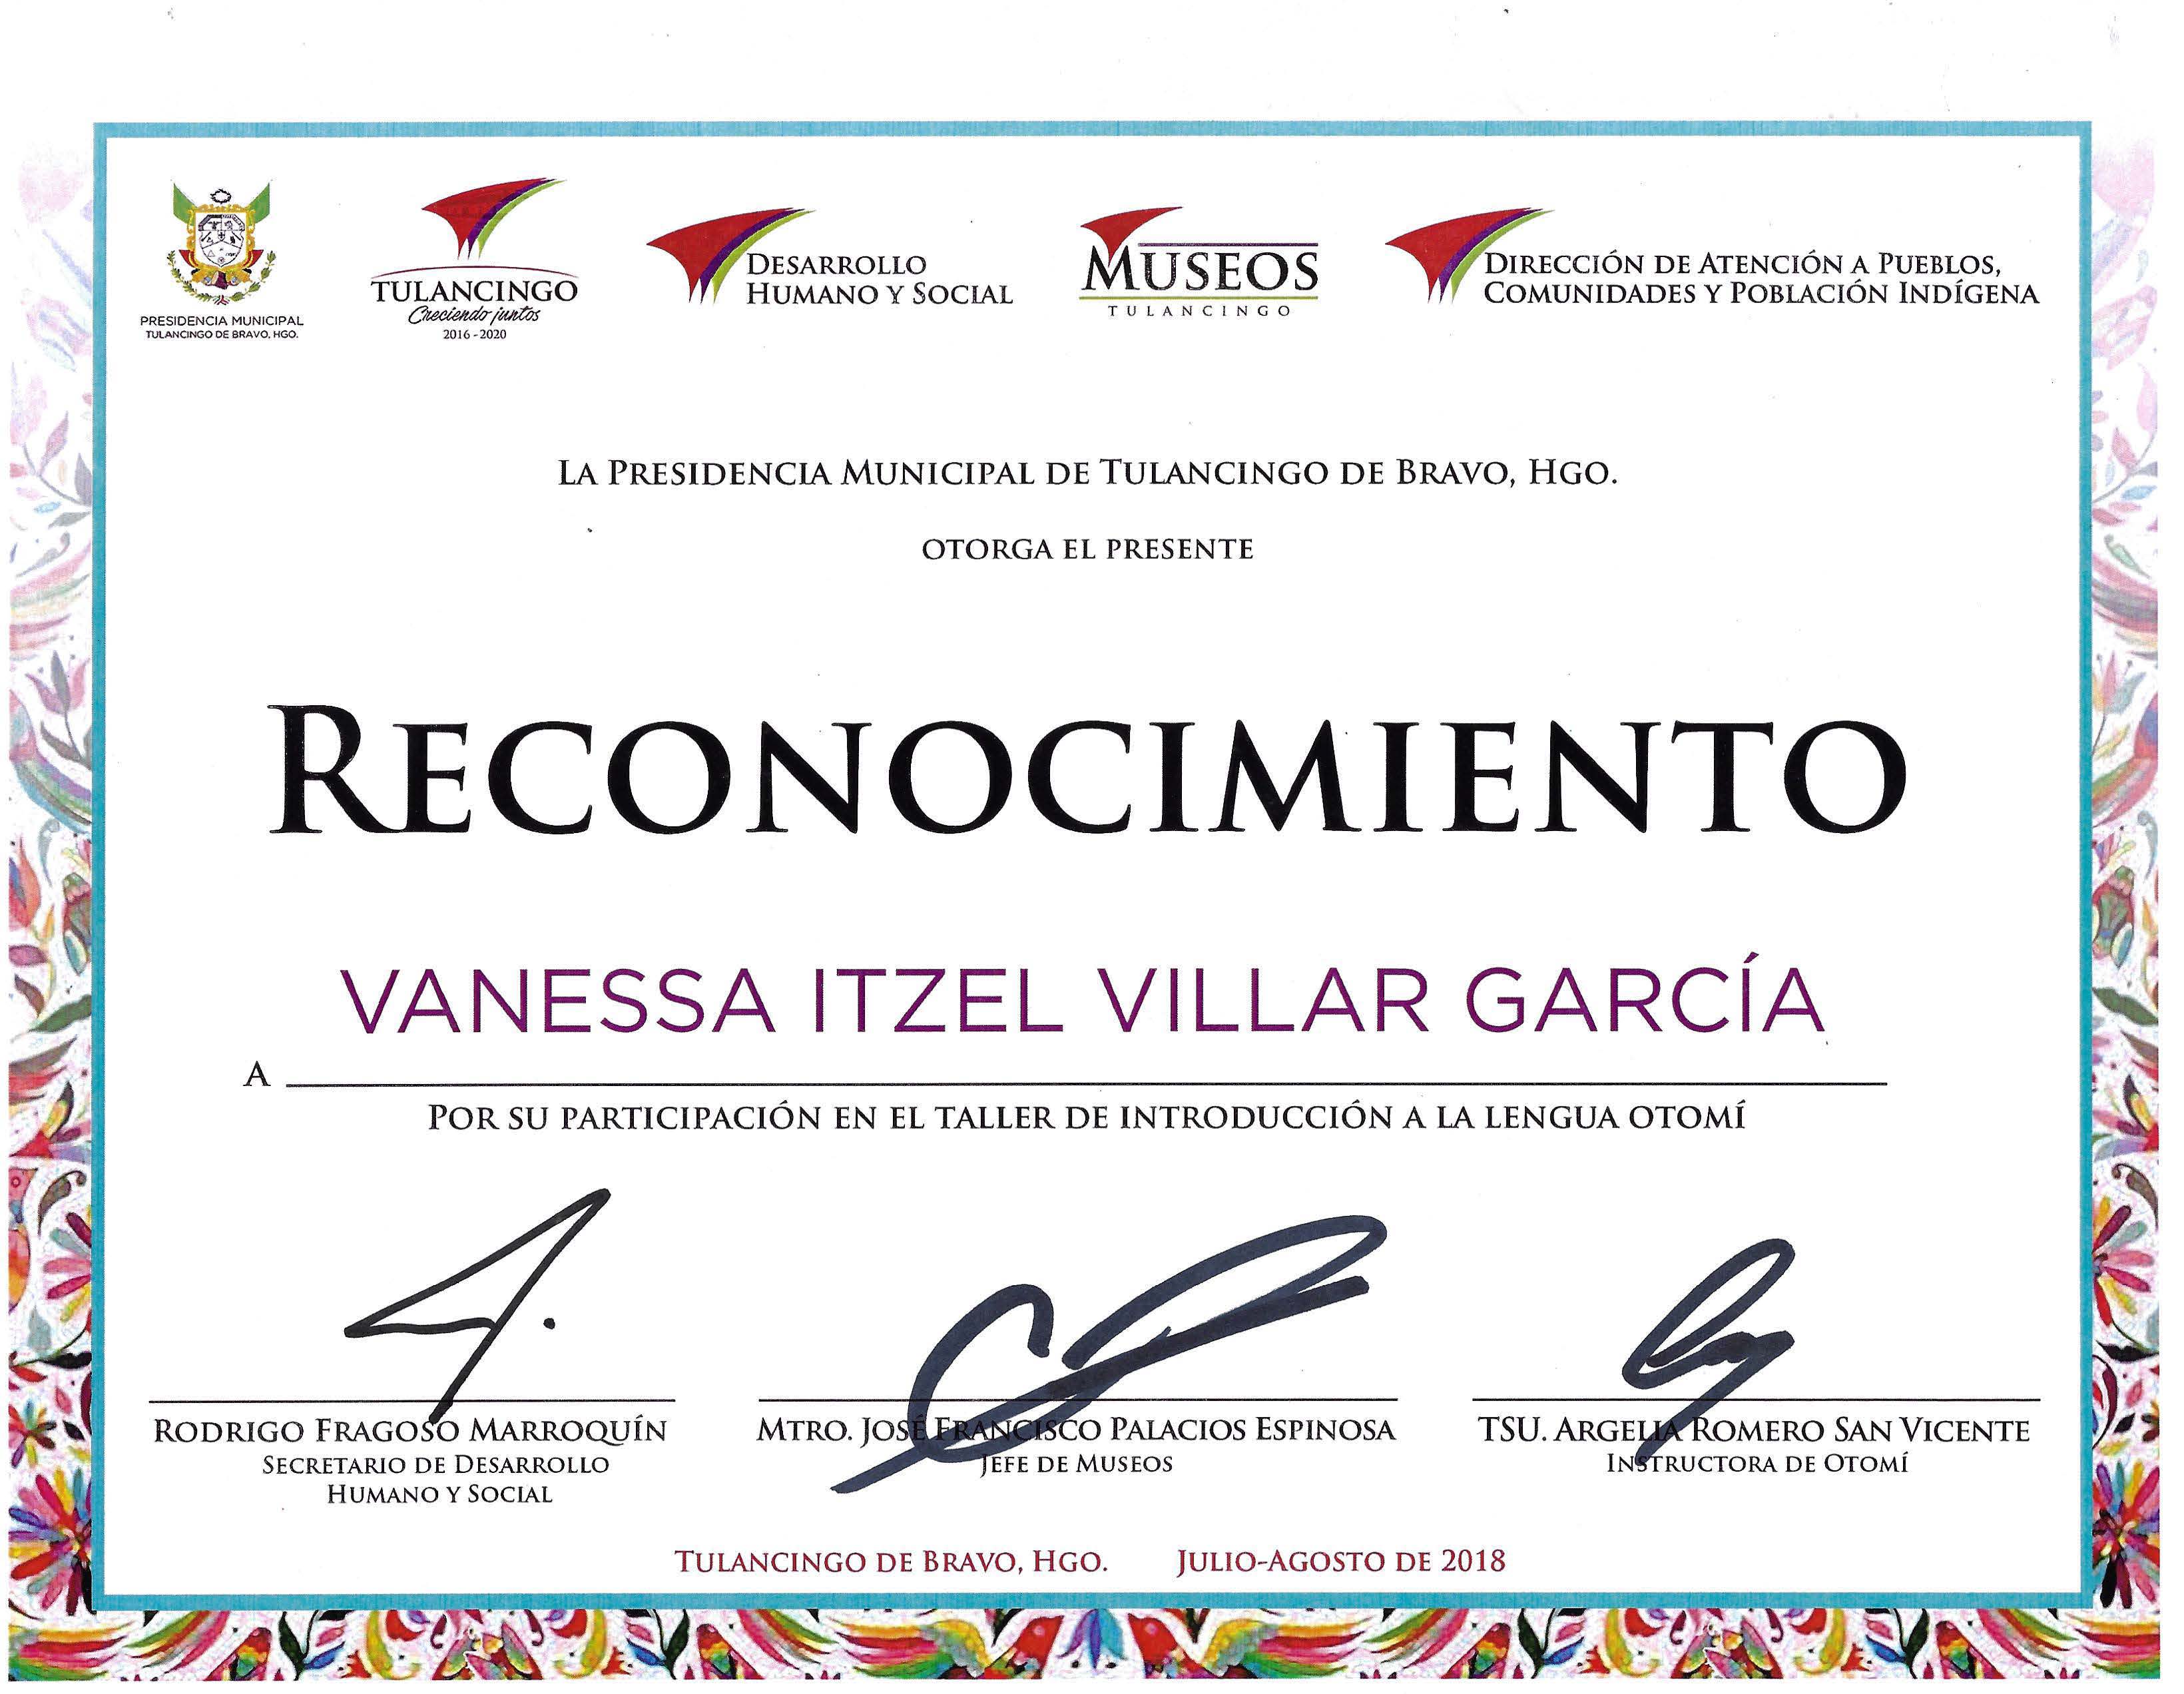 PRESIDENCIA MUNICIPAL
TULANCINGO DE BRAVO, HGO.
TULANCINGO
Creciendo juntos
2016 - 2020
DESARROLLO
HUMANO Y SOCIAL
MUSEOS
TULANCINGO
DIRECCIÓN DE ATENCIÓN A PUEBLOS,
COMUNIDADES Y POBLACIÓN INDÍGENA
LA PRESIDENCIA MUNICIPAL DE TULANCINGO DE BRAVO, HGO.
OTORGA EL PRESENTE
RECONOCIMIENTO
VANESSA ITZEL VILLAR GARCÍA
A
POR SU PARTICIPACIÓN EN EL TALLER DE INTRODUCCIÓN A LA LENGUA OTOMÍ
RODRIGO FRAGOSO MARROQUÍN
SECRETARIO DE DESARROLLO
HUMANO Y SOCIAL
MTRO. JOSÉ FRANCISCO PALACIOS ESPINOSA
JEFE DE MUSEOS
TSU. ARGELIA ROMERO SAN VICENTE
INSTRUCTORA DE OTOMÍ
TULANCINGO DE BRAVO, HGO. JULIO-AGOSTO DE 2018